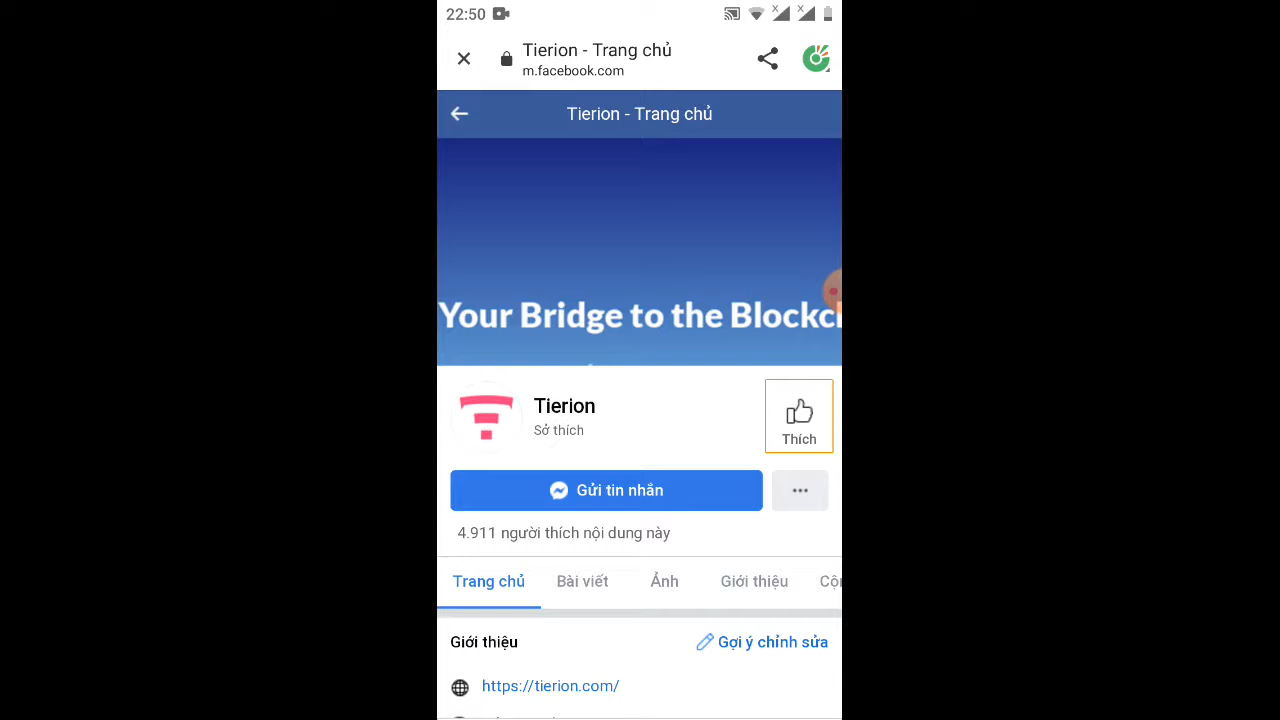 22:50
Tierion - Trang chủ
m.facebook.com
Tierion - Trang chủ
Your Bridge to the
Tierion
Sở thích
Thích
Gửi tin nhắn
4.911 người thích nội dung này
Trang chủ Bài viết Ảnh Giới thiệu
Giới thiệu
Gợi ý chỉnh sửa
https://tierion.com/